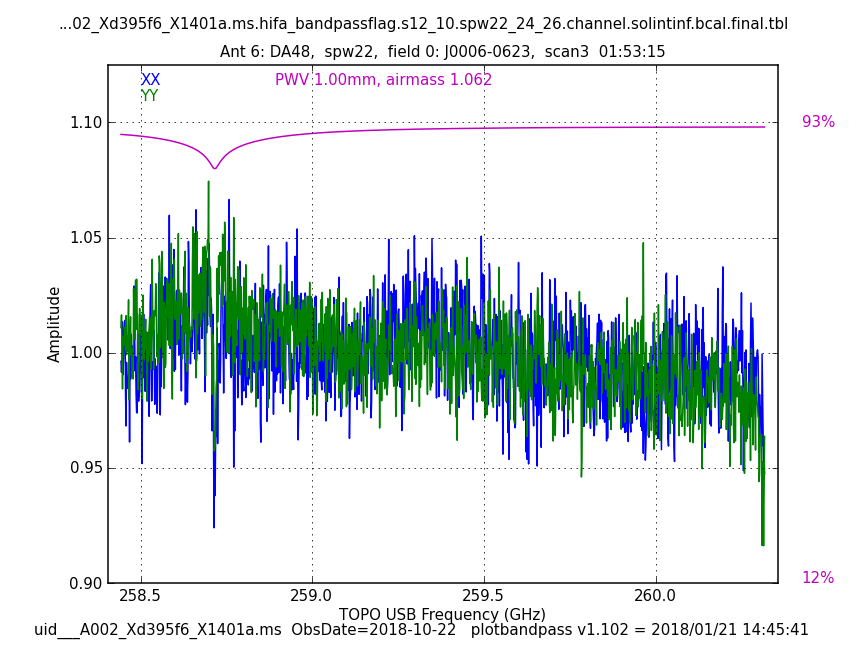 ...02_Xd395f6_X1401a.ms.hifa_bandpassflag.s12_10.spw22_24_26.channel.solintinf.bcal.final.tbl
Ant 6: DA48, spw22, field 0: J0006-0623, scan3 01:53:15
XX
PWV 1.00mm, airmass 1.062
YY
1.10
93%
1.05
Amplitude
1.00
0.95
0.90
12%
258.5 259.0 259.5 260.0
TOPO USB Frequency (GHz)
uid___A002_Xd395f6_X1401a.ms ObsDate=2018-10-22 plotbandpass v1.102 = 2018/01/21 14:45:41